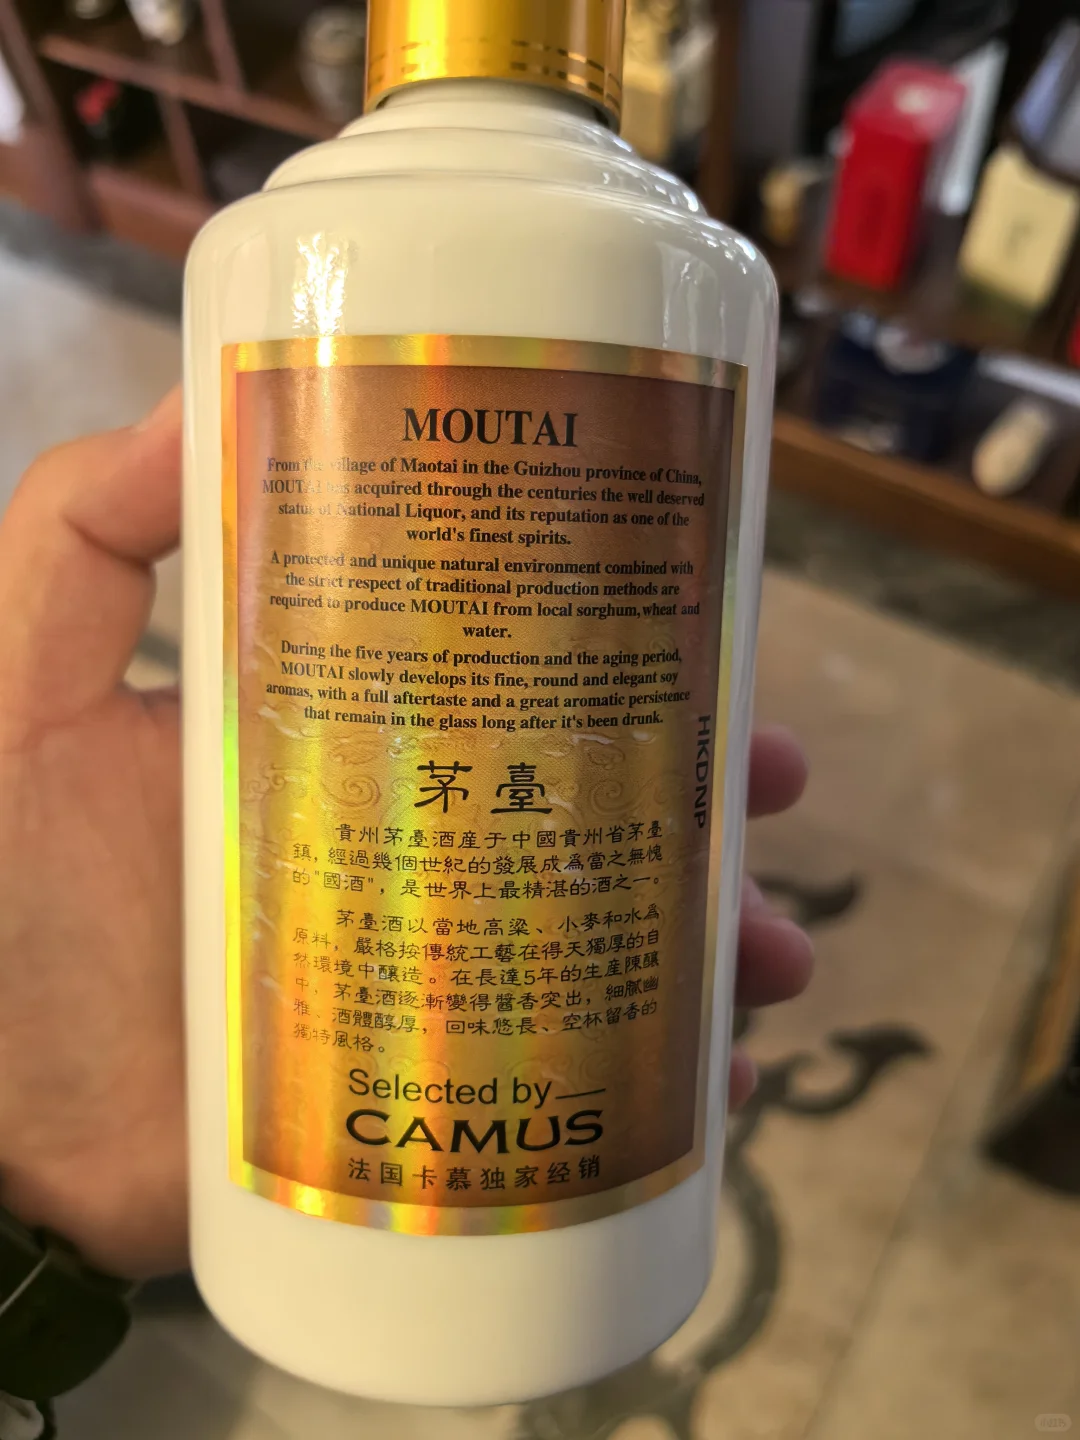 MOUTAI
From the village of Maotai in the Guizhou province of China,
MOUTAI has acquired through the centuries the well deserved
status of National Liquor, and its reputation as one of the
world's finest spirits.
A protected and unique natural environment combined with
the strict respect of traditional production methods are
required to produce MOUTAI from local sorghum, wheat and
water.
During the five years of production and the aging period,
MOUTAI slowly develops its fine, round and elegant soy
aromas, with a full aftertaste and a great aromatic persistence
that remain in the glass long after it's been drunk.
HKDNP
茅臺
貴州茅臺酒産于中國貴州省茅臺
鎮，經過幾個世紀的發展成爲當之無愧
的"國酒"，是世界上最精湛的酒之一。
茅臺酒以當地高粱、小麥和水爲
原料，嚴格按傳統工藝在得天獨厚的自
然環境中釀造。在長達5年的生産陳釀
中，茅臺酒逐漸變得醬香突出，細膩幽
雅、酒體醇厚，回味悠長、空杯留香的
獨特風格。
Selected by
CAMUS
法国卡慕独家经销